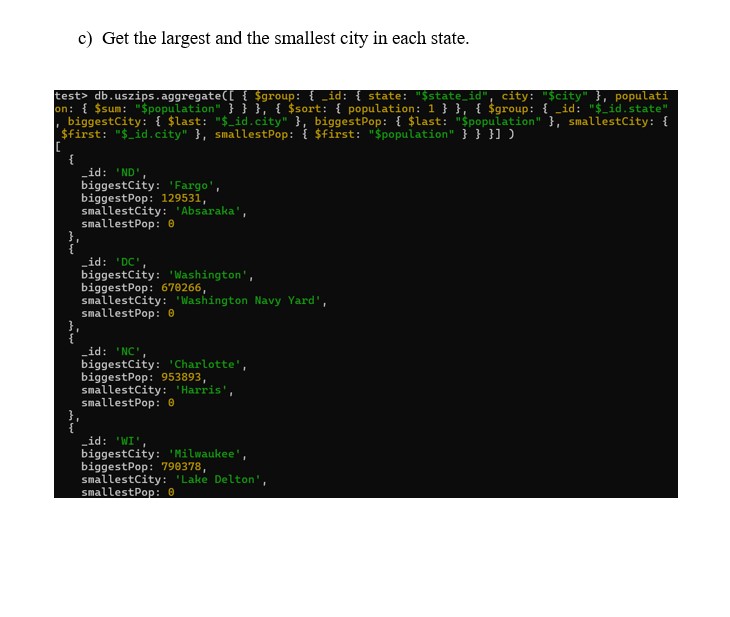 c) Get the largest and the smallest city in each state.
test> db.uszips.aggregate([ { $group: { _id: { state: "$state_id", city: "$city" }, populati
on: { $sum: "$population" } } }, { $sort: { population: 1 } }, { $group: { _id: "$_id.state"
, biggestCity: { $last: "$_id.city" }, biggestPop: { $last: "$population" }, smallestCity: {
$first: "$_id.city" }, smallestPop: { $first: "$population" } } }] )
[
{
_id: 'ND',
biggestCity: 'Fargo',
biggestPop: 129531,
smallestCity: 'Absaraka',
smallestPop: 0
},
{
_id: 'DC',
biggestCity: 'Washington',
biggestPop: 670266,
smallestCity: 'Washington Navy Yard',
smallestPop: 0
},
{
_id: 'NC',
biggestCity: 'Charlotte',
biggestPop: 953893,
smallestCity: 'Harris',
smallestPop: 0
},
{
_id: 'WI',
biggestCity: 'Milwaukee',
biggestPop: 790378,
smallestCity: 'Lake Delton',
smallestPop: 0